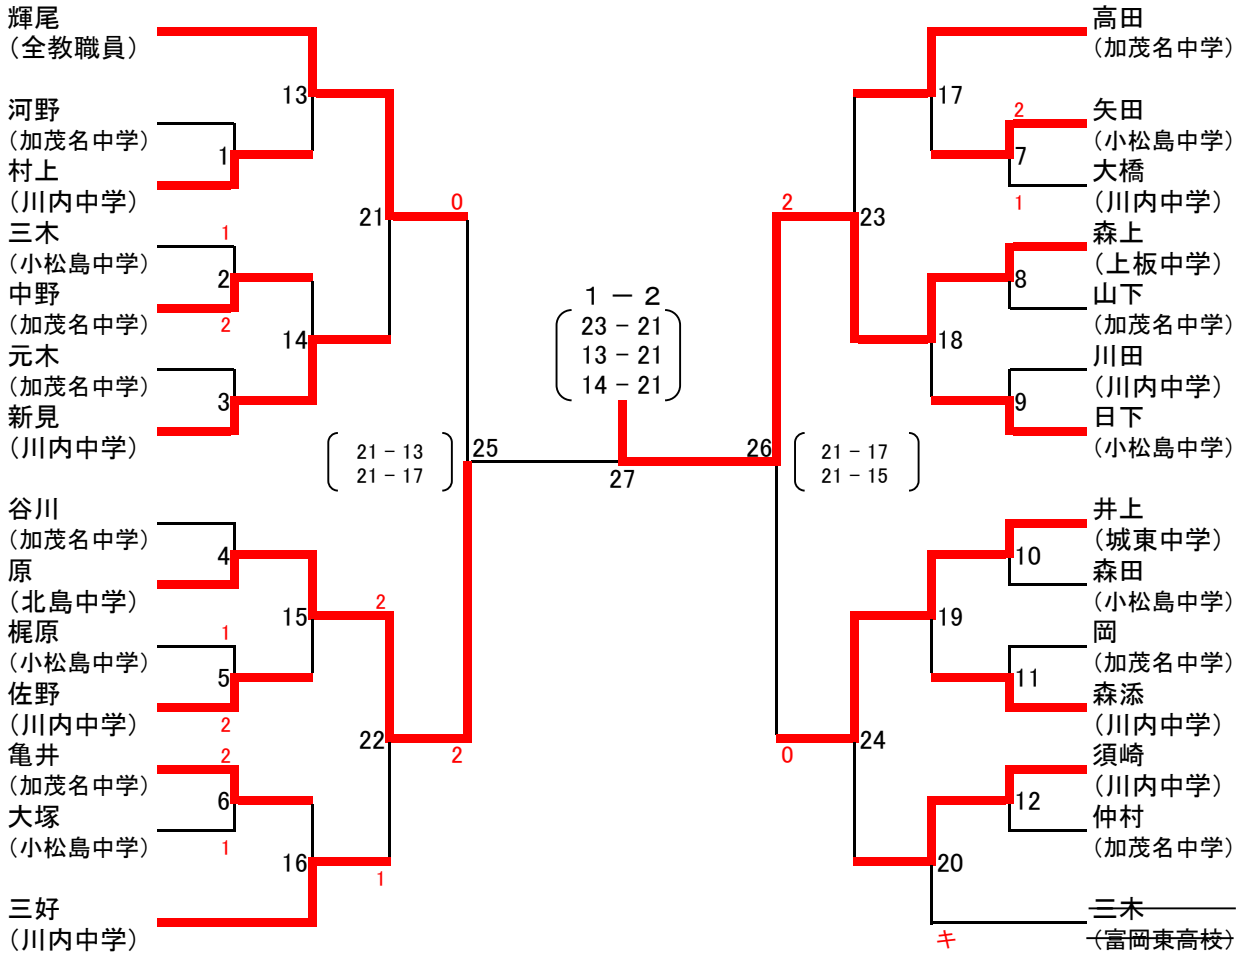 輝尾
（全教職員）
13
河野
（加茂名中学）
1
村上
（川内中学）
21
0
三木
（小松島中学）
1
2
中野
（加茂名中学）
2
14
元木
（加茂名中学）
3
新見
（川内中学）
21 － 13
21 － 17
25
谷川
（加茂名中学）
4
原
（北島中学）
15
2
梶原
（小松島中学）
1
5
佐野
（川内中学）
2
22
2
亀井
（加茂名中学）
2
6
大塚
（小松島中学）
1
16
1
三好
（川内中学）
1 － 2
23 － 21
13 － 21
14 － 21
27
高田
（加茂名中学）
17
2
矢田
（小松島中学）
7
大橋
（川内中学）
1
2
23
森上
（上板中学）
8
山下
（加茂名中学）
18
川田
（川内中学）
9
日下
（小松島中学）
26
21 － 17
21 － 15
井上
（城東中学）
10
森田
（小松島中学）
19
岡
（加茂名中学）
11
森添
（川内中学）
0
24
須崎
（川内中学）
12
仲村
（加茂名中学）
20
三木
（富岡東高校）
キ